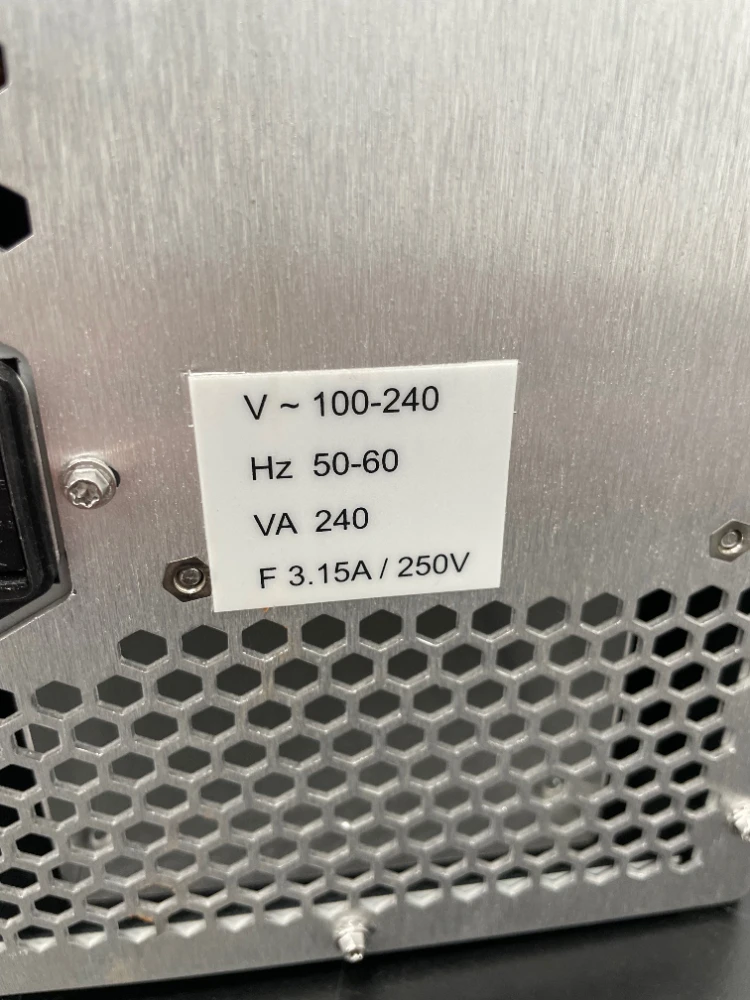 V ~ 100-240
Hz 50-60
VA 240
F 3.15A / 250V